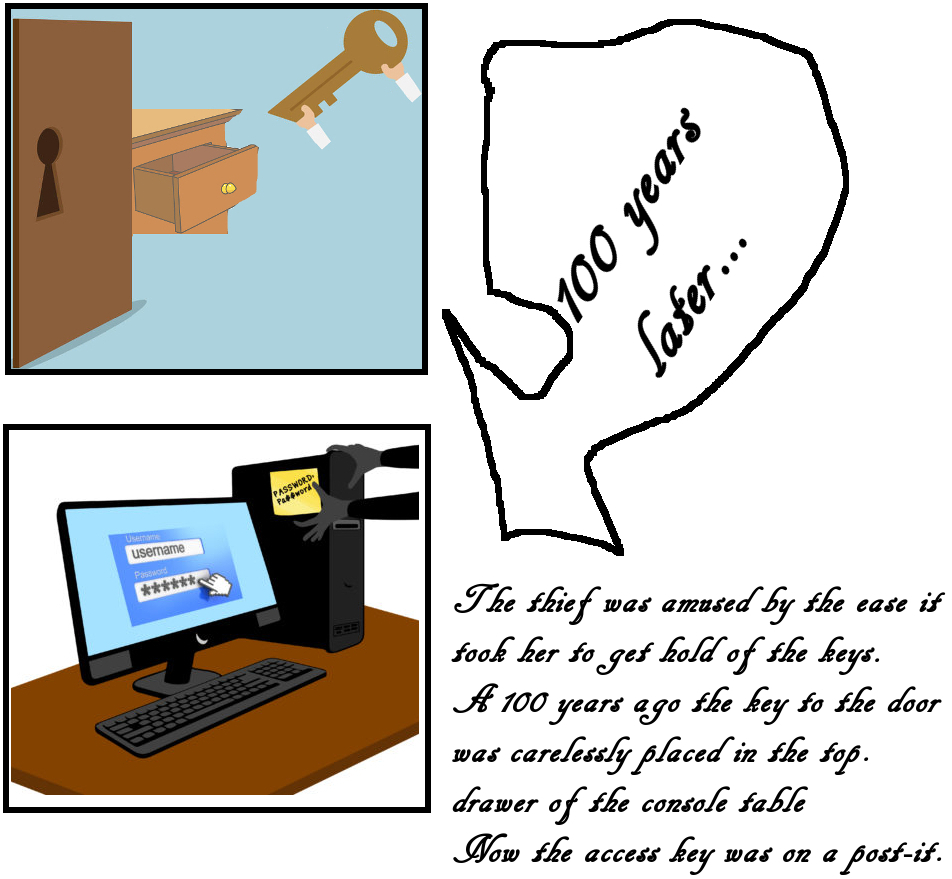 100 years
later...
PASSWORD:
Pa@@word
Username
username
Password
******
The thief was amused by the ease it
took her to get hold of the keys.
A 100 years ago the key to the door
was carelessly placed in the top.
drawer of the console table
Now the access key was on a post-it.